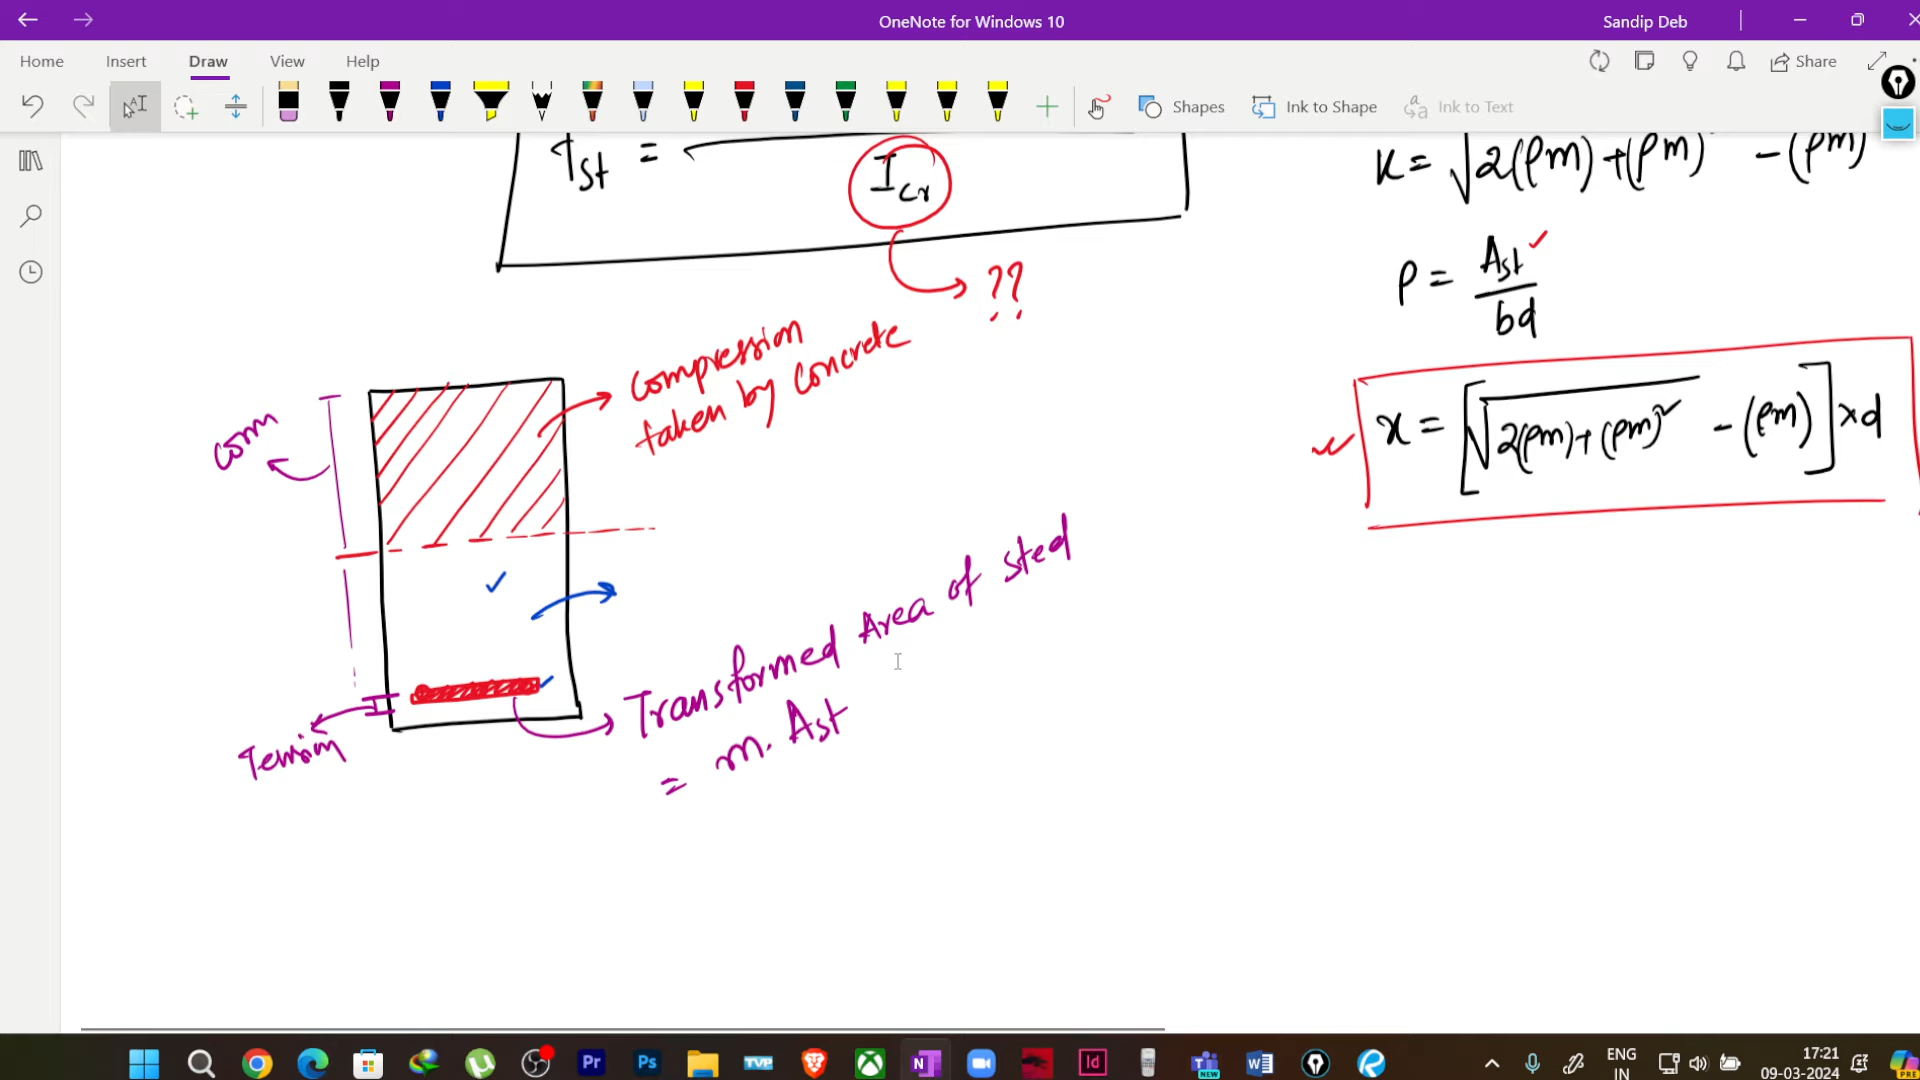 OneNote for Windows 10
Sandip Deb
Home
Insert
Draw
View
Help
Share
Shapes
Ink to Shape
Ink to Text
fst =
Icr
??
K = √2(ρm)+(ρm)² - (ρm)
ρ = Ast
bd
x = [√2(ρm)+(ρm)² - (ρm)] × d
compression
taken by concrete
Com
Transformed Area of steel
= m. Ast
Tension
ENG
IN
17:21
09-03-2024